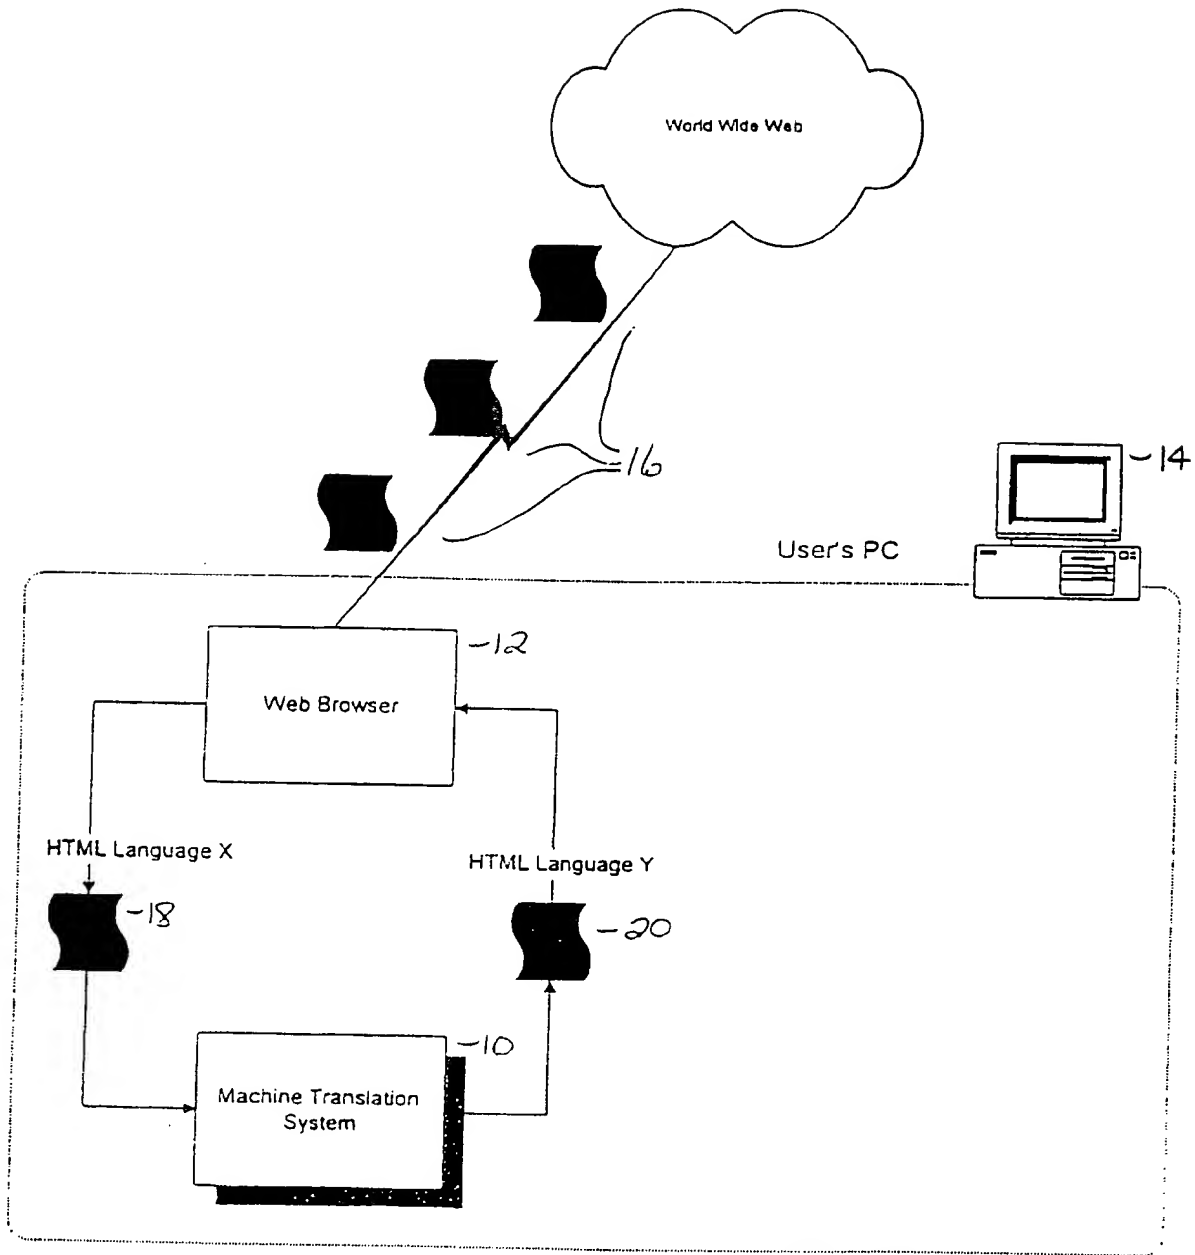 World Wide Web
16
-14
User's PC
-12
Web Browser
HTML Language X
HTML Language Y
-18
-20
-10
Machine Translation
System